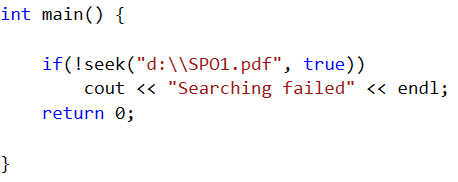 int main() {
if(!seek("d:\\SPO1.pdf", true))
cout << "Searching failed" << endl;
return 0;
}